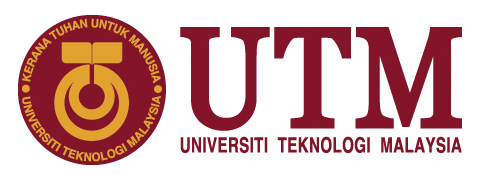 KERANA TUHAN UNTUK MANUSIA
UNIVERSITI TEKNOLOGI MALAYSIA
UTM
UNIVERSITI TEKNOLOGI MALAYSIA